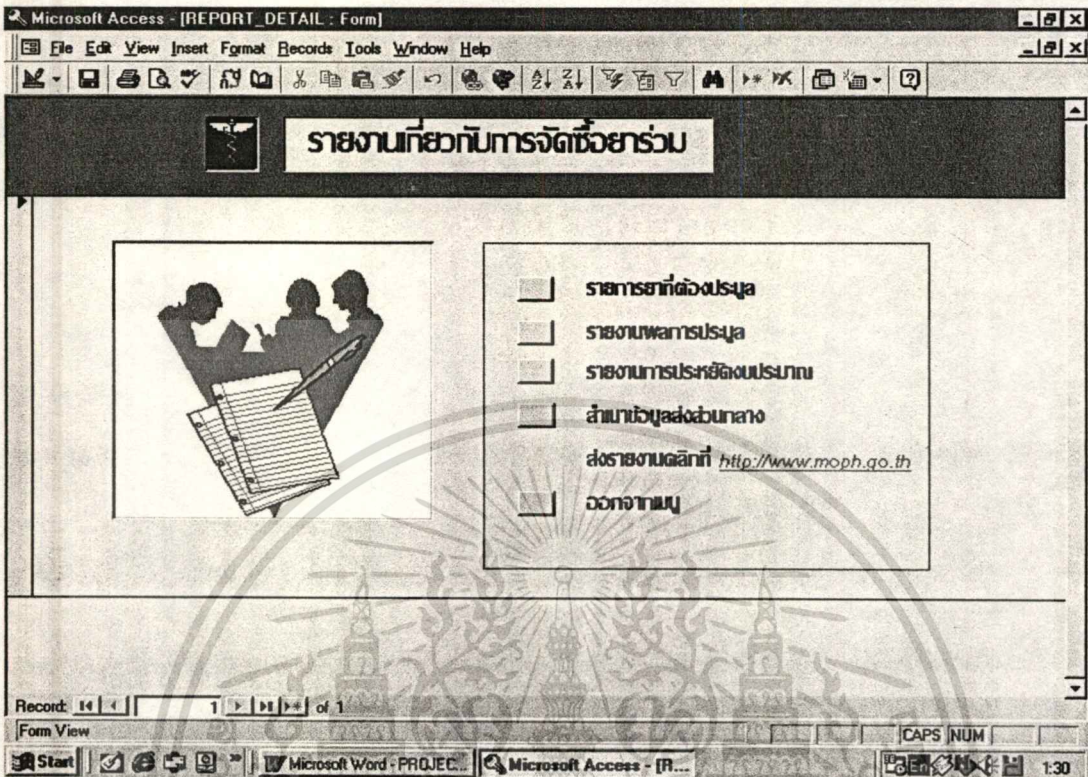 Microsoft Access - [REPORT_DETAIL : Form]
File Edit View Insert Format Records Tools Window Help
รายงานเกี่ยวกับการจัดซื้อยาร่วม
รายการยาที่ต้องประมูล
รายงานผลการประมูล
รายงานการประหยัดงบประมาณ
สำเนาข้อมูลส่งส่วนกลาง
ส่งรายงานคลิกที่ http://www.moph.go.th
ออกจากเมนู
Record: 1 of 1
Form View CAPS NUM
Start Microsoft Word - PROJEC... Microsoft Access - [R... 1:30